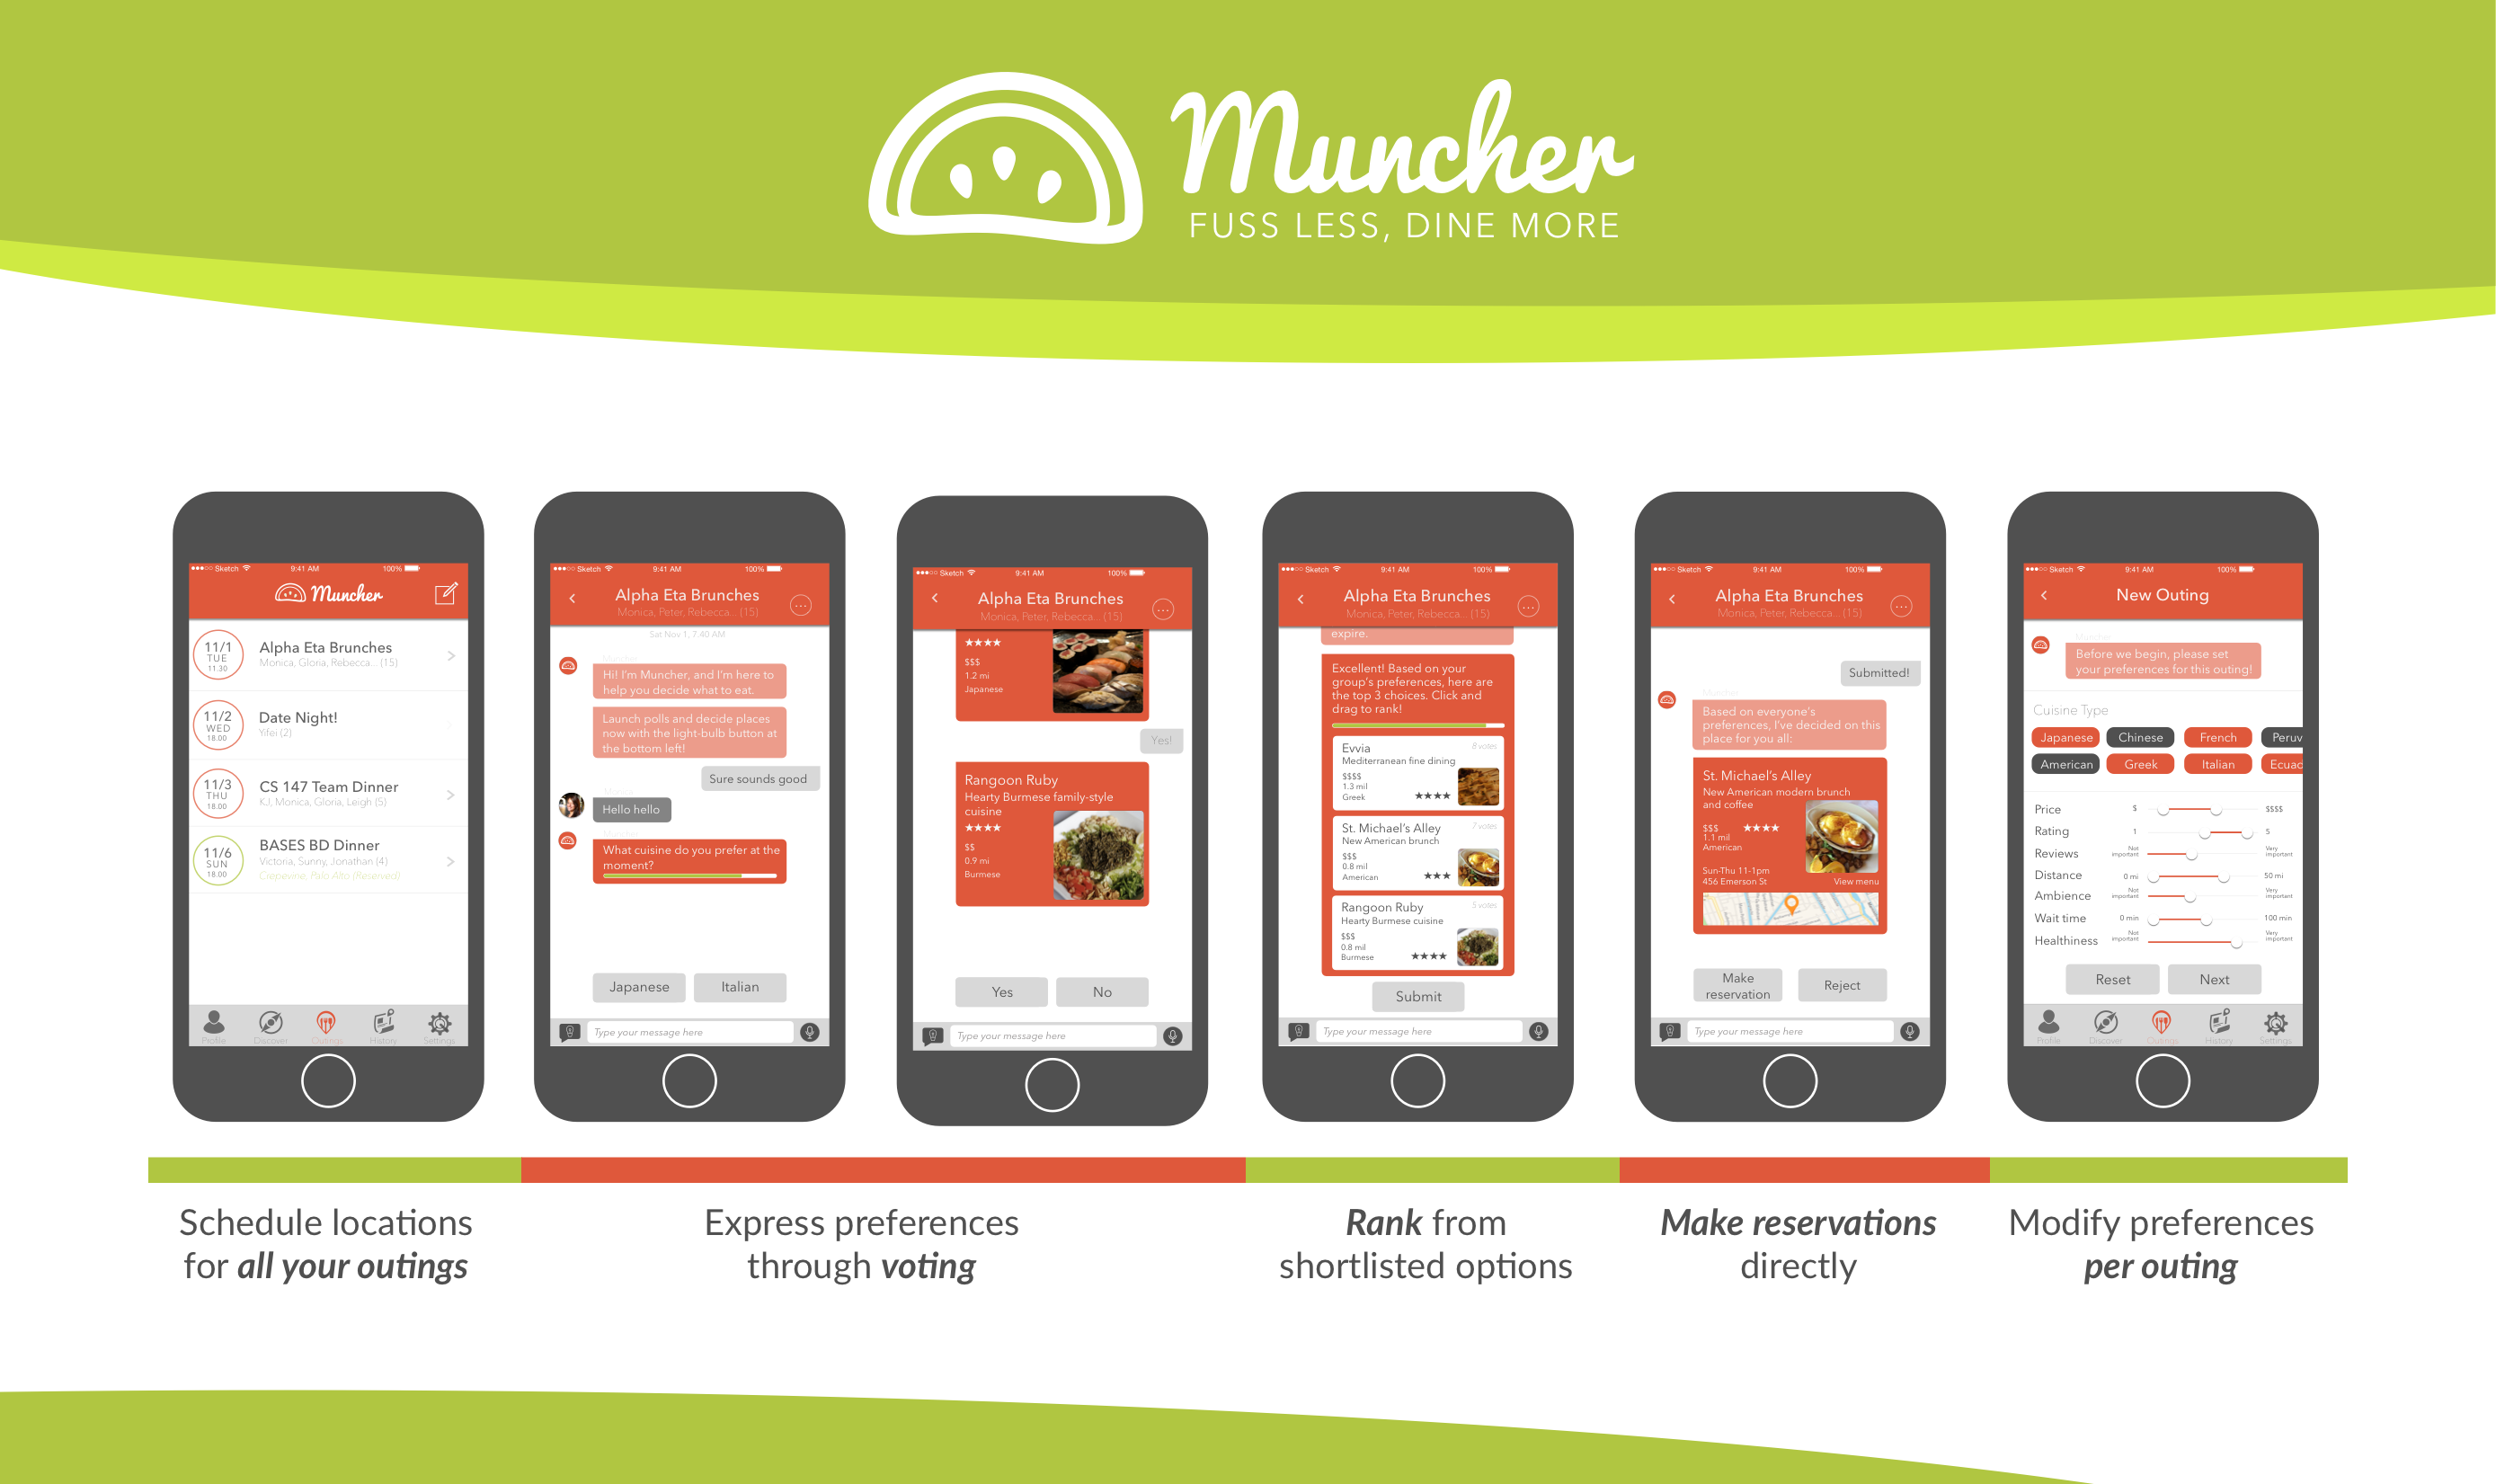 Muncher
FUSS LESS, DINE MORE
Sketch 9:41 AM 100%
Muncher
11/1
TUE
11.30
Alpha Eta Brunches
Monica, Gloria, Rebecca... (15)
11/2
WED
18.00
Date Night!
Yifei (2)
11/3
THU
18.00
CS 147 Team Dinner
KJ, Monica, Gloria, Leigh (5)
11/6
SUN
18.00
BASES BD Dinner
Victoria, Sunny, Jonathan (4)
Crepevine, Palo Alto (Reserved)
Profile Discover Outings History Settings
Sketch 9:41 AM 100%
Alpha Eta Brunches
Monica, Peter, Rebecca... (15)
Sat Nov 1, 7:40 AM
Hi! I'm Muncher, and I'm here to
help you decide what to eat.
Launch polls and decide places
now with the light-bulb button at
the bottom left!
Sure sounds good
Hello hello
Muncher
What cuisine do you prefer at the
moment?
Japanese Italian
Type your message here
Sketch 9:41 AM 100%
Alpha Eta Brunches
Monica, Peter, Rebecca... (15)
★★★★
$$$
1.2 mi
Japanese
Yes!
Rangoon Ruby
Hearty Burmese family-style
cuisine
★★★★
$$
0.9 mi
Burmese
Yes No
Type your message here
Sketch 9:41 AM 100%
Alpha Eta Brunches
Monica, Peter, Rebecca... (15)
expire.
Excellent! Based on your
group's preferences, here are
the top 3 choices. Click and
drag to rank!
Evvia 8 votes
Mediterranean fine dining
$$$$
1.3 mil
Greek ★★★★
St. Michael's Alley 7 votes
New American brunch
$$$
0.8 mil
American ★★★
Rangoon Ruby 5 votes
Hearty Burmese cuisine
$$$
0.8 mil
Burmese ★★★★
Submit
Type your message here
Sketch 9:41 AM 100%
Alpha Eta Brunches
Monica, Peter, Rebecca... (15)
Submitted!
Muncher
Based on everyone's
preferences, I've decided on this
place for you all:
St. Michael's Alley
New American modern brunch
and coffee
$$$ ★★★★
1.1 mil
American
Sun-Thu 11-1pm
456 Emerson St View menu
Make
reservation
Reject
Type your message here
Sketch 9:41 AM 100%
New Outing
Muncher
Before we begin, please set
your preferences for this outing!
Cuisine Type
Japanese Chinese French Peruv
American Greek Italian Ecuad
Price $ $$$$
Rating 1 5
Reviews Not important Very important
Distance 0 mi 50 mi
Ambience Not important Very important
Wait time 0 min 100 min
Healthiness Not important Very important
Reset Next
Profile Discover Outings History Settings
Schedule locations
for all your outings
Express preferences
through voting
Rank from
shortlisted options
Make reservations
directly
Modify preferences
per outing